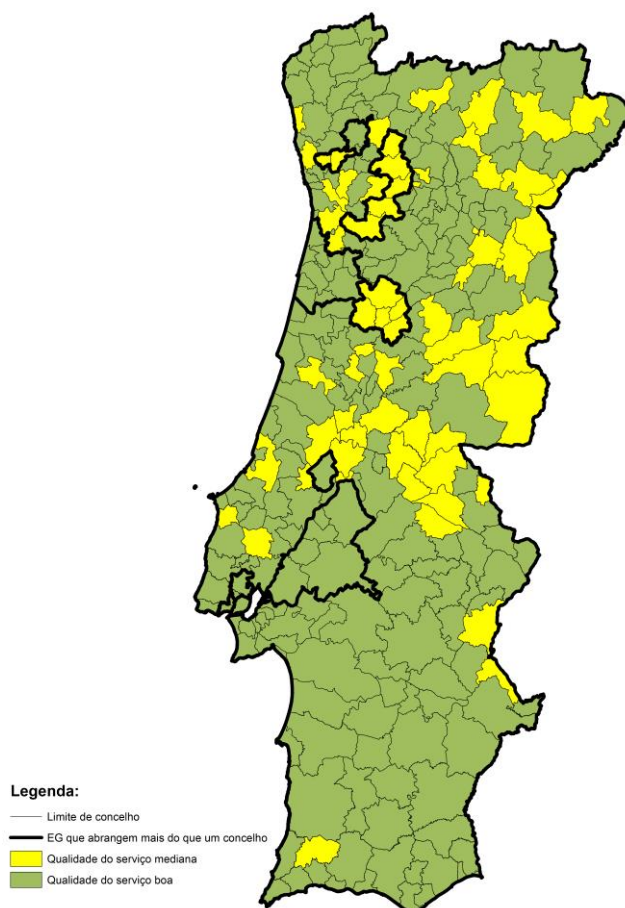 Legenda:
Limite de concelho
EG que abrangem mais do que um concelho
Qualidade do serviço mediana
Qualidade do serviço boa